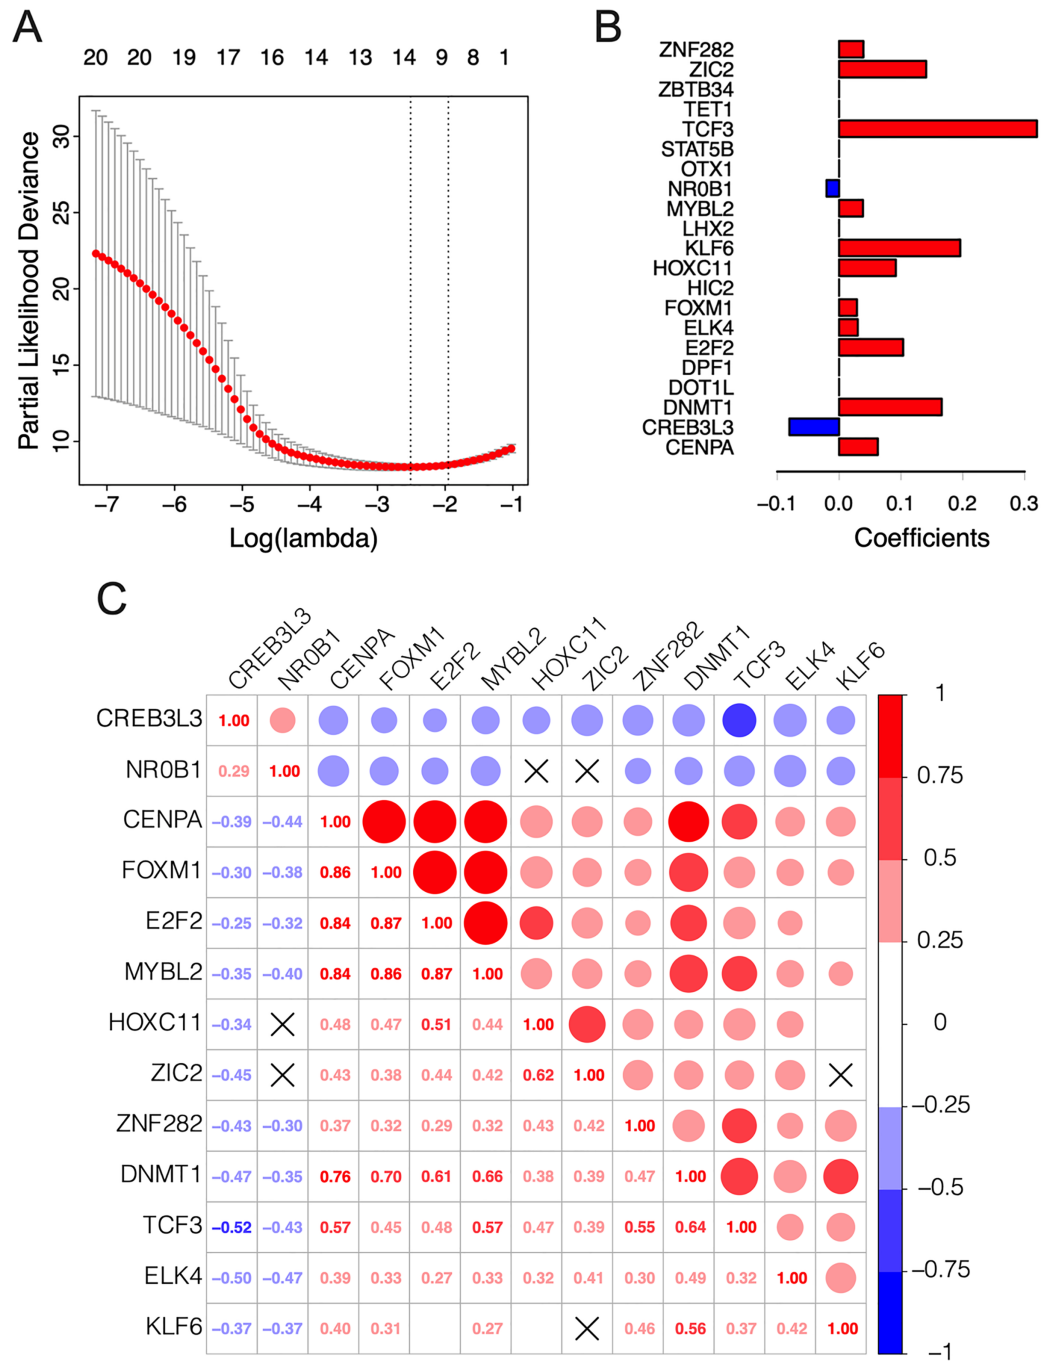 A
20 20 19 17 16 14 13 14 9 8 1
Partial Likelihood Deviance
30
25
20
15
10
−7 −6 −5 −4 −3 −2 −1
Log(lambda)
B
ZNF282
ZIC2
ZBTB34
TET1
TCF3
STAT5B
OTX1
NR0B1
MYBL2
LHX2
KLF6
HOXC11
HIC2
FOXM1
ELK4
E2F2
DPF1
DOT1L
DNMT1
CREB3L3
CENPA
−0.1 0.0 0.1 0.2 0.3
Coefficients
C
CREB3L3 NR0B1 CENPA FOXM1 E2F2 MYBL2 HOXC11 ZIC2 ZNF282 DNMT1 TCF3 ELK4 KLF6
CREB3L3 1.00
NR0B1 0.29 1.00
CENPA −0.39 −0.44 1.00
FOXM1 −0.30 −0.38 0.86 1.00
E2F2 −0.25 −0.32 0.84 0.87 1.00
MYBL2 −0.35 −0.40 0.84 0.86 0.87 1.00
HOXC11 −0.34 0.48 0.47 0.51 0.44 1.00
ZIC2 −0.45 0.43 0.38 0.44 0.42 0.62 1.00
ZNF282 −0.43 −0.30 0.37 0.32 0.29 0.32 0.43 0.42 1.00
DNMT1 −0.47 −0.35 0.76 0.70 0.61 0.66 0.38 0.39 0.47 1.00
TCF3 −0.52 −0.43 0.57 0.45 0.48 0.57 0.47 0.39 0.55 0.64 1.00
ELK4 −0.50 −0.47 0.39 0.33 0.27 0.33 0.32 0.41 0.30 0.49 0.32 1.00
KLF6 −0.37 −0.37 0.40 0.31 0.27 0.46 0.56 0.37 0.42 1.00
1
0.75
0.5
0.25
0
−0.25
−0.5
−0.75
−1